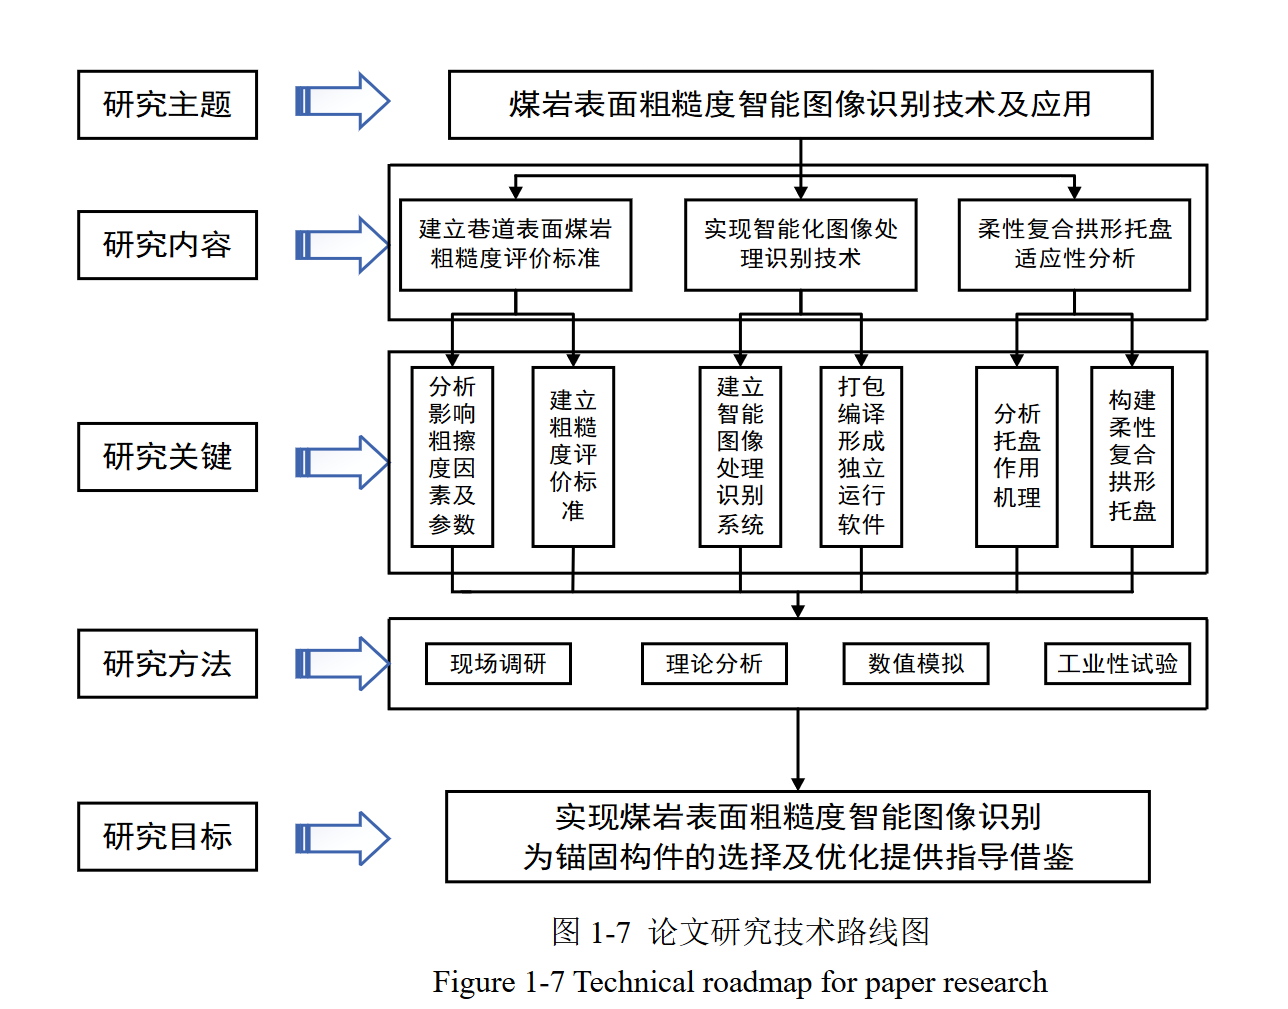 研究主题
煤岩表面粗糙度智能图像识别技术及应用
研究内容
建立巷道表面煤岩
粗糙度评价标准
实现智能化图像处
理识别技术
柔性复合拱形托盘
适应性分析
研究关键
分析
影响
粗擦
度因
素及
参数
建立
粗糙
度评
价标
准
建立
智能
图像
处理
识别
系统
打包
编译
形成
独立
运行
软件
分析
托盘
作用
机理
构建
柔性
复合
拱形
托盘
研究方法
现场调研
理论分析
数值模拟
工业性试验
研究目标
实现煤岩表面粗糙度智能图像识别
为锚固构件的选择及优化提供指导借鉴
图 1-7 论文研究技术路线图
Figure 1-7 Technical roadmap for paper research